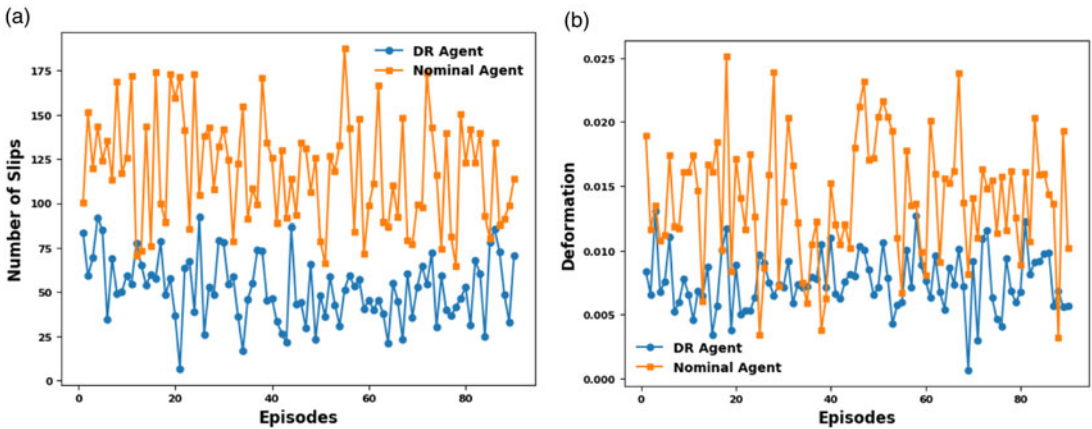 (a)
Number of Slips
175
150
125
100
75
50
25
0
DR Agent
Nominal Agent
0 20 40 60 80
Episodes
(b)
Deformation
0.025
0.020
0.015
0.010
0.005
0.000
DR Agent
Nominal Agent
0 20 40 60 80
Episodes